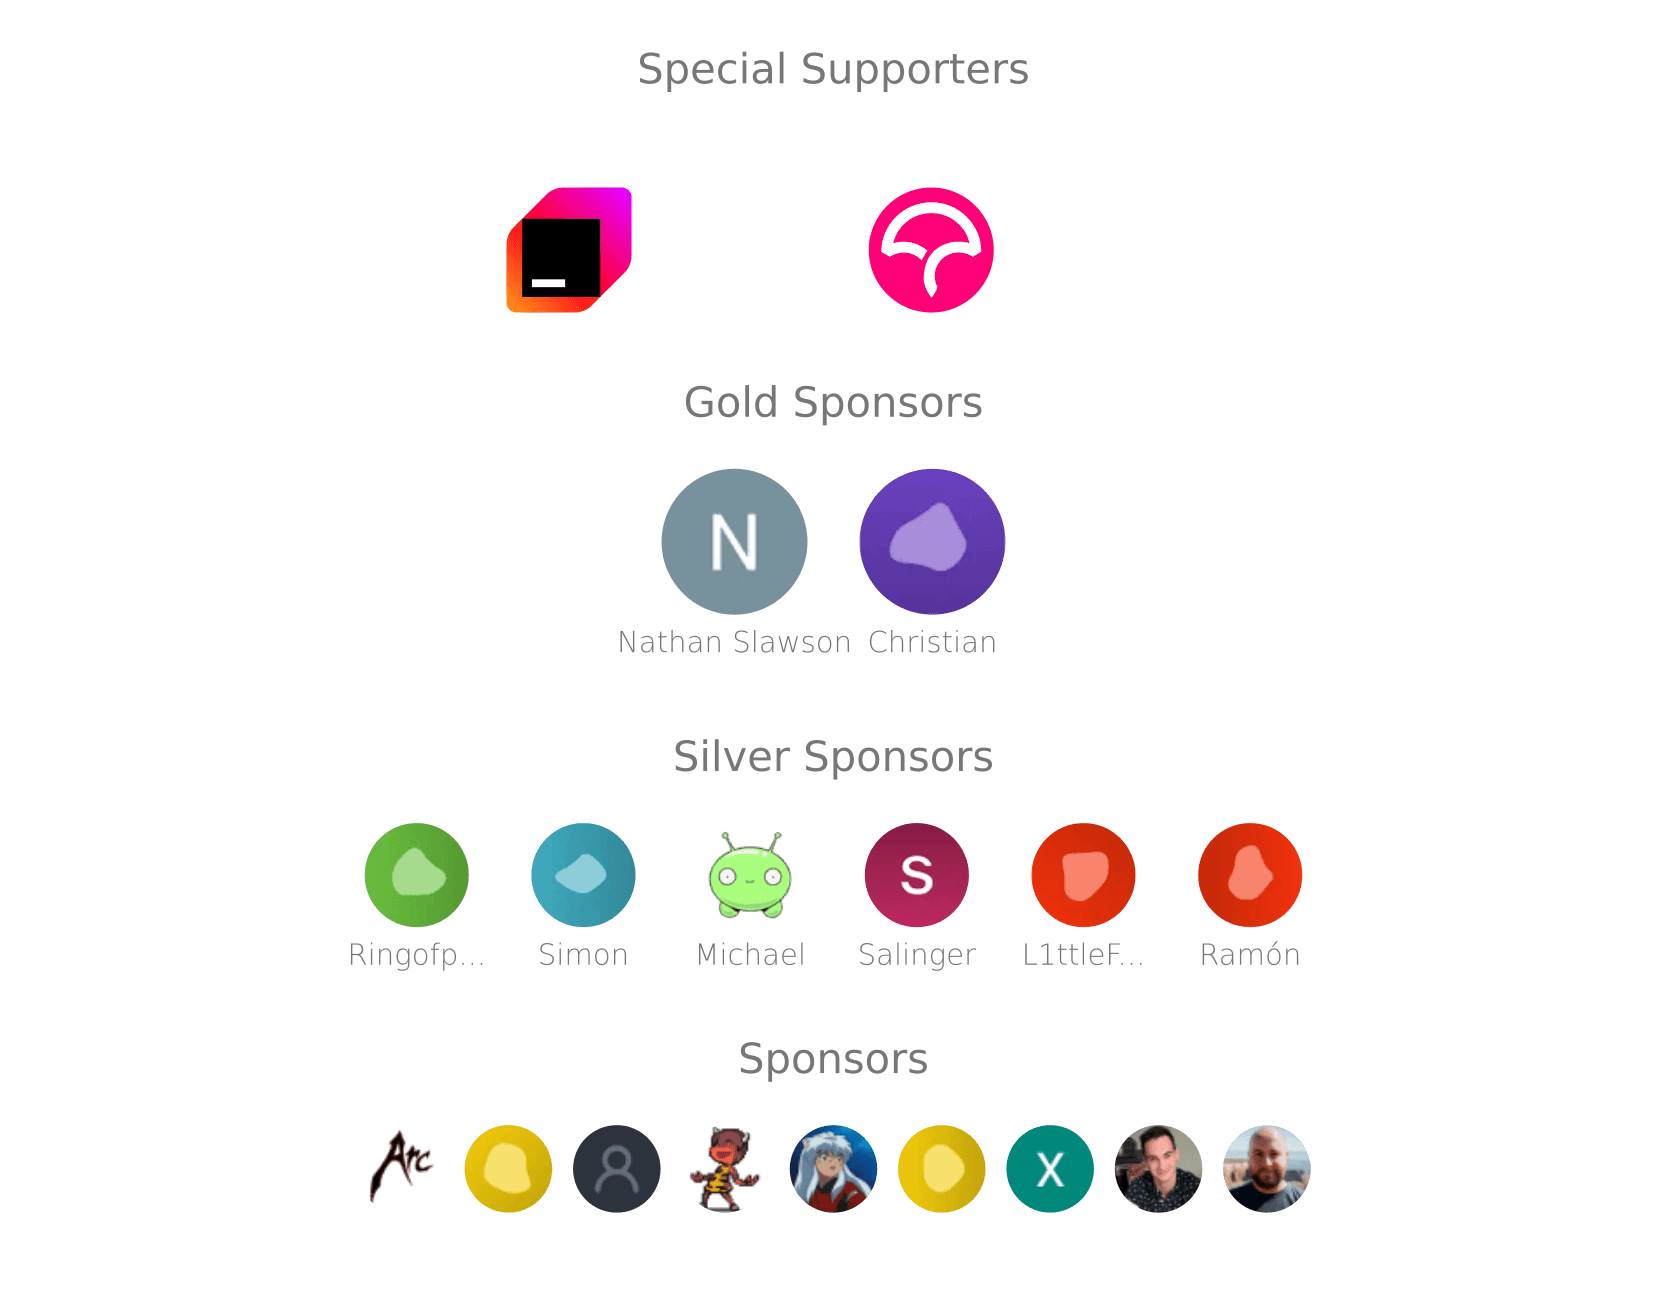 Special Supporters
Gold Sponsors
N
Nathan Slawson Christian
Silver Sponsors
S
Ringofp... Simon Michael Salinger L1ttleF... Ramón
Sponsors
Arc X